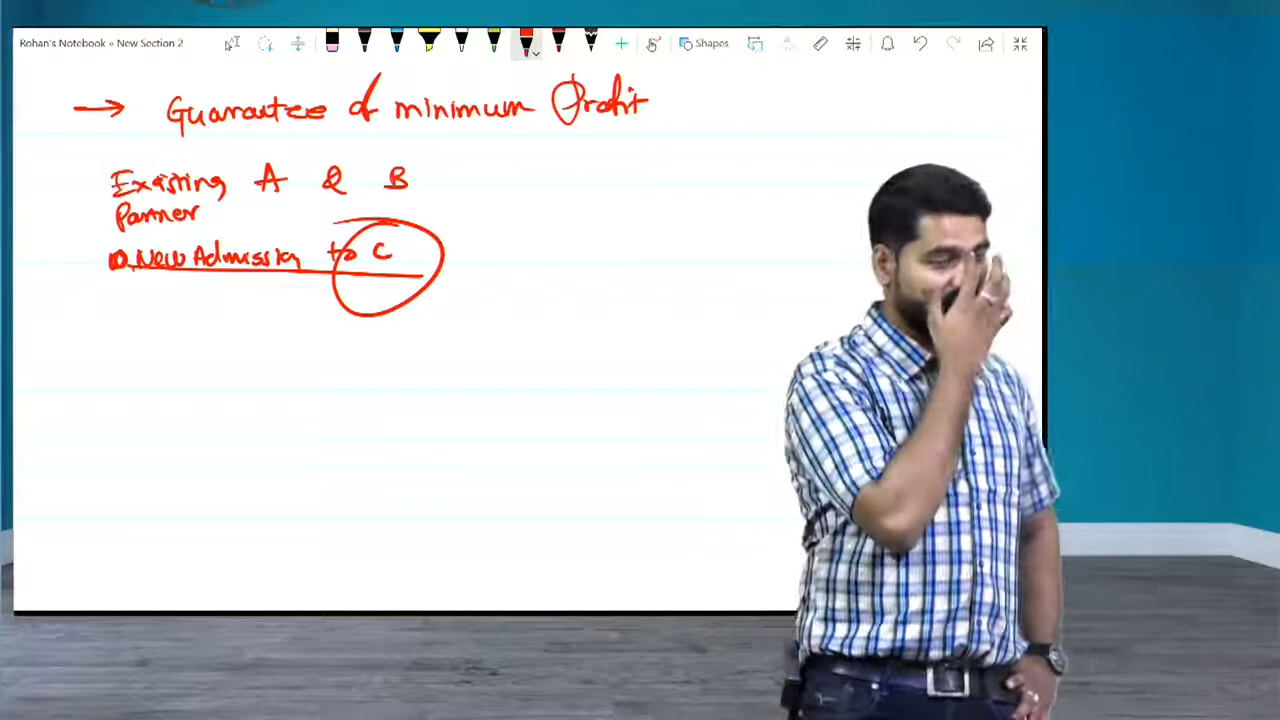 Rohan's Notebook » New Section 2
Shapes
→ Guarantee of minimum Profit
Existing A & B
Partner
New Admission to C